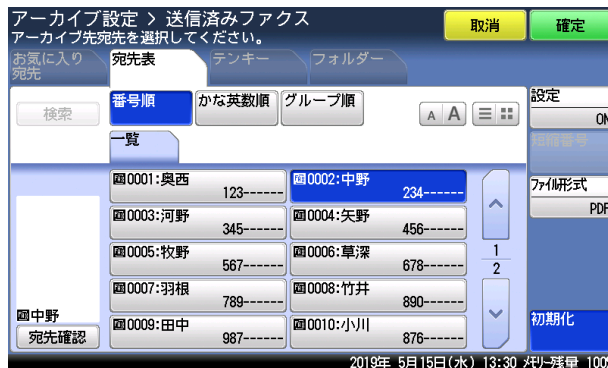 アーカイブ設定 > 送信済みファクス
アーカイブ先宛先を選択してください。
取消
確定
お気に入り
宛先
宛先表
テンキー
フォルダー
検索
番号順
かな英数順
グループ順
A A
設定
ON
短縮番号
一覧
0001:奥西
123------
0002:中野
234------
ファイル形式
PDF
0003:河野
345------
0004:矢野
456------
0005:牧野
567------
0006:草深
678------
1
2
0007:羽根
789------
0008:竹井
890------
中野
宛先確認
0009:田中
987------
0010:小川
876------
初期化
2019年 5月15日(水) 13:30 メモリー残量 100%